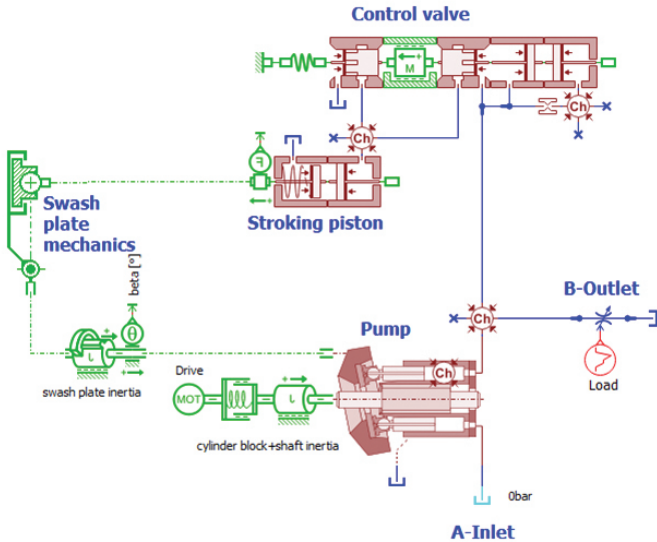 Control valve
M
Ch
Ch
F
Stroking piston
Swash
plate
mechanics
beta [°]
B-Outlet
Ch
Pump
θ
Load
Ch
Drive
J
swash plate inertia
MOT
J
cylinder block+shaft inertia
0bar
A-Inlet